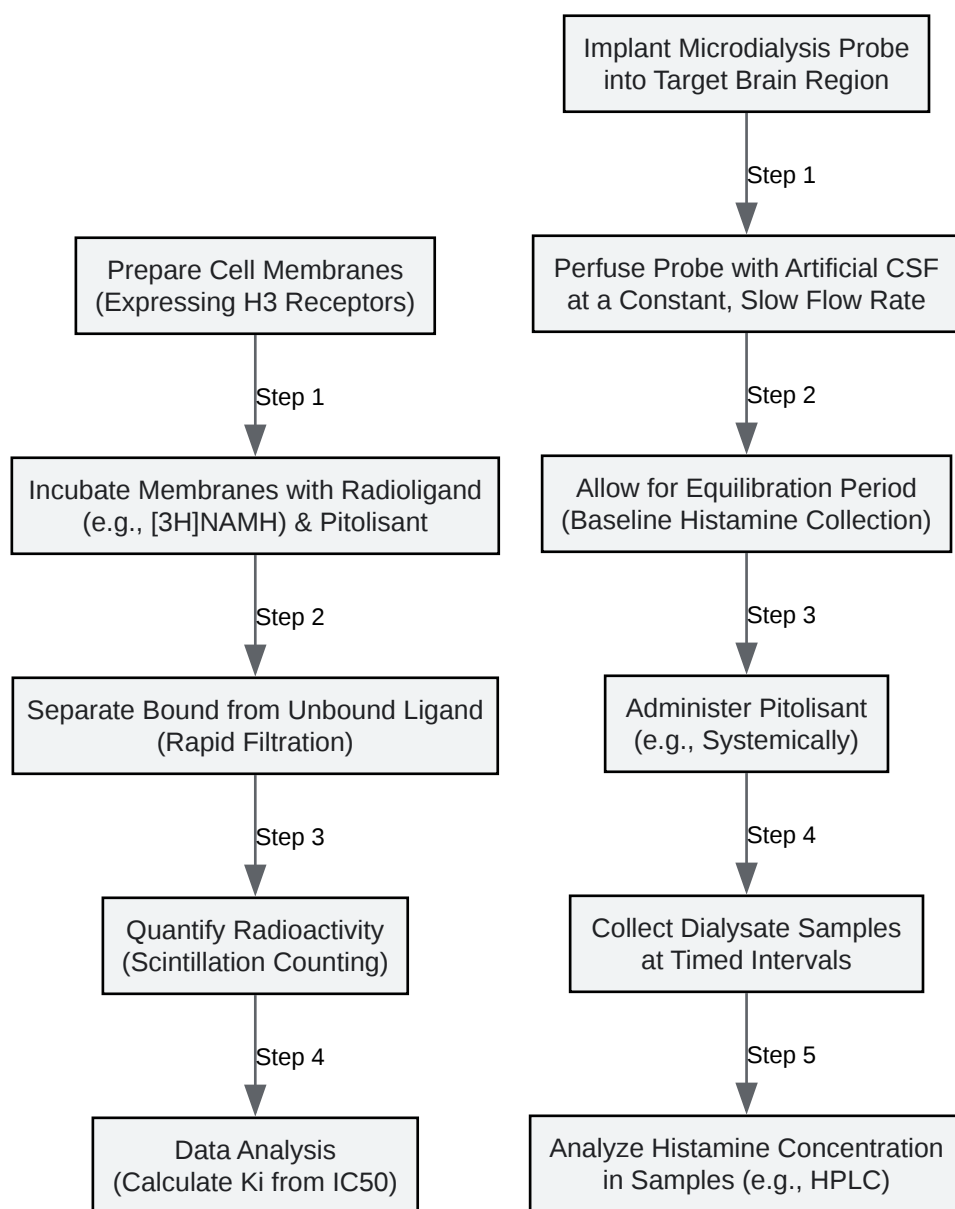 Prepare Cell Membranes
(Expressing H3 Receptors)
Step 1
Incubate Membranes with Radioligand
(e.g., [3H]NAMH) & Pitolisant
Step 2
Separate Bound from Unbound Ligand
(Rapid Filtration)
Step 3
Quantify Radioactivity
(Scintillation Counting)
Step 4
Data Analysis
(Calculate Ki from IC50)
Implant Microdialysis Probe
into Target Brain Region
Step 1
Perfuse Probe with Artificial CSF
at a Constant, Slow Flow Rate
Step 2
Allow for Equilibration Period
(Baseline Histamine Collection)
Step 3
Administer Pitolisant
(e.g., Systemically)
Step 4
Collect Dialysate Samples
at Timed Intervals
Step 5
Analyze Histamine Concentration
in Samples (e.g., HPLC)